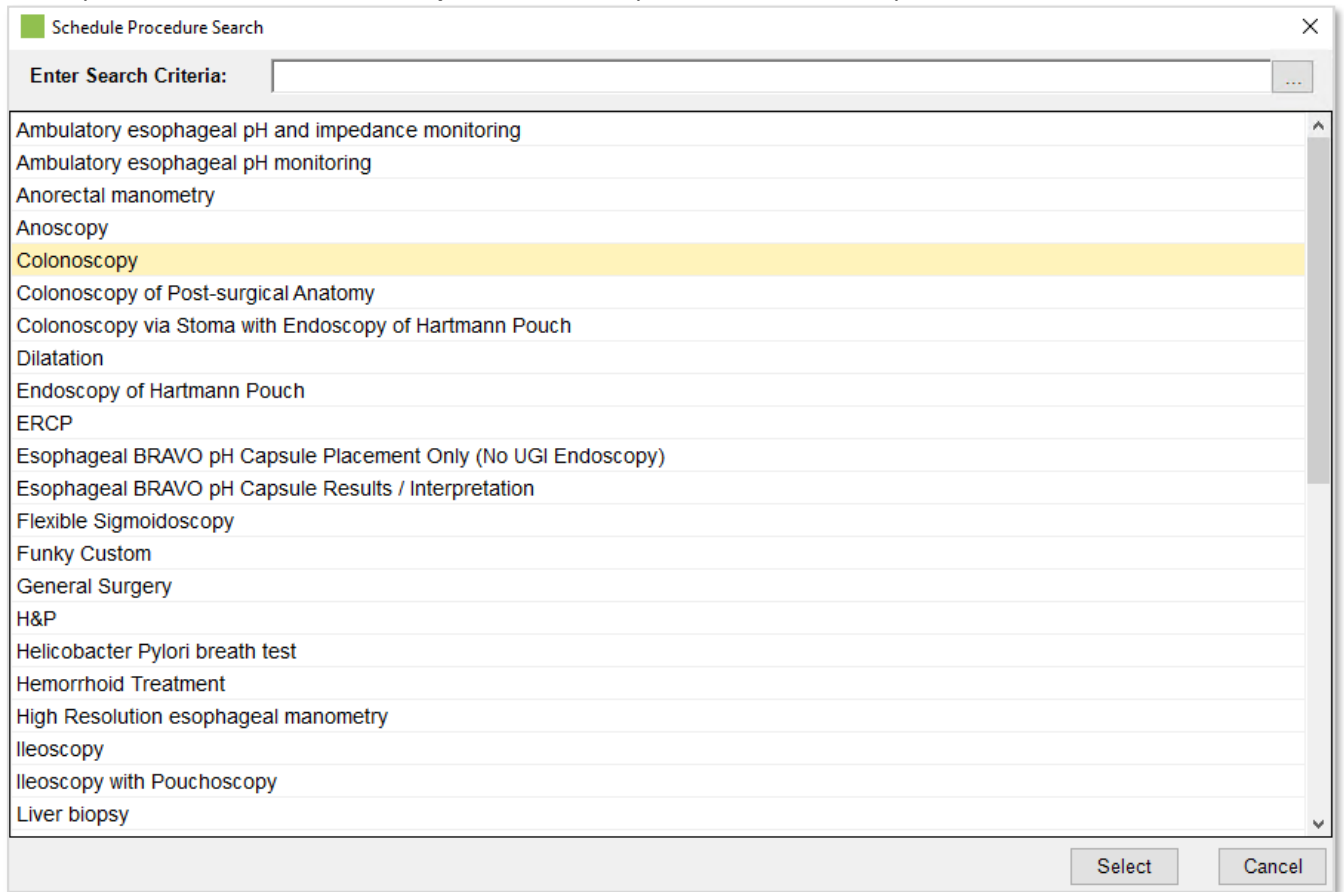 Schedule Procedure Search
Enter Search Criteria:
...
Ambulatory esophageal pH and impedance monitoring
Ambulatory esophageal pH monitoring
Anorectal manometry
Anoscopy
Colonoscopy
Colonoscopy of Post-surgical Anatomy
Colonoscopy via Stoma with Endoscopy of Hartmann Pouch
Dilatation
Endoscopy of Hartmann Pouch
ERCP
Esophageal BRAVO pH Capsule Placement Only (No UGI Endoscopy)
Esophageal BRAVO pH Capsule Results / Interpretation
Flexible Sigmoidoscopy
Funky Custom
General Surgery
H&P
Helicobacter Pylori breath test
Hemorrhoid Treatment
High Resolution esophageal manometry
Ileoscopy
Ileoscopy with Pouchoscopy
Liver biopsy
Select Cancel